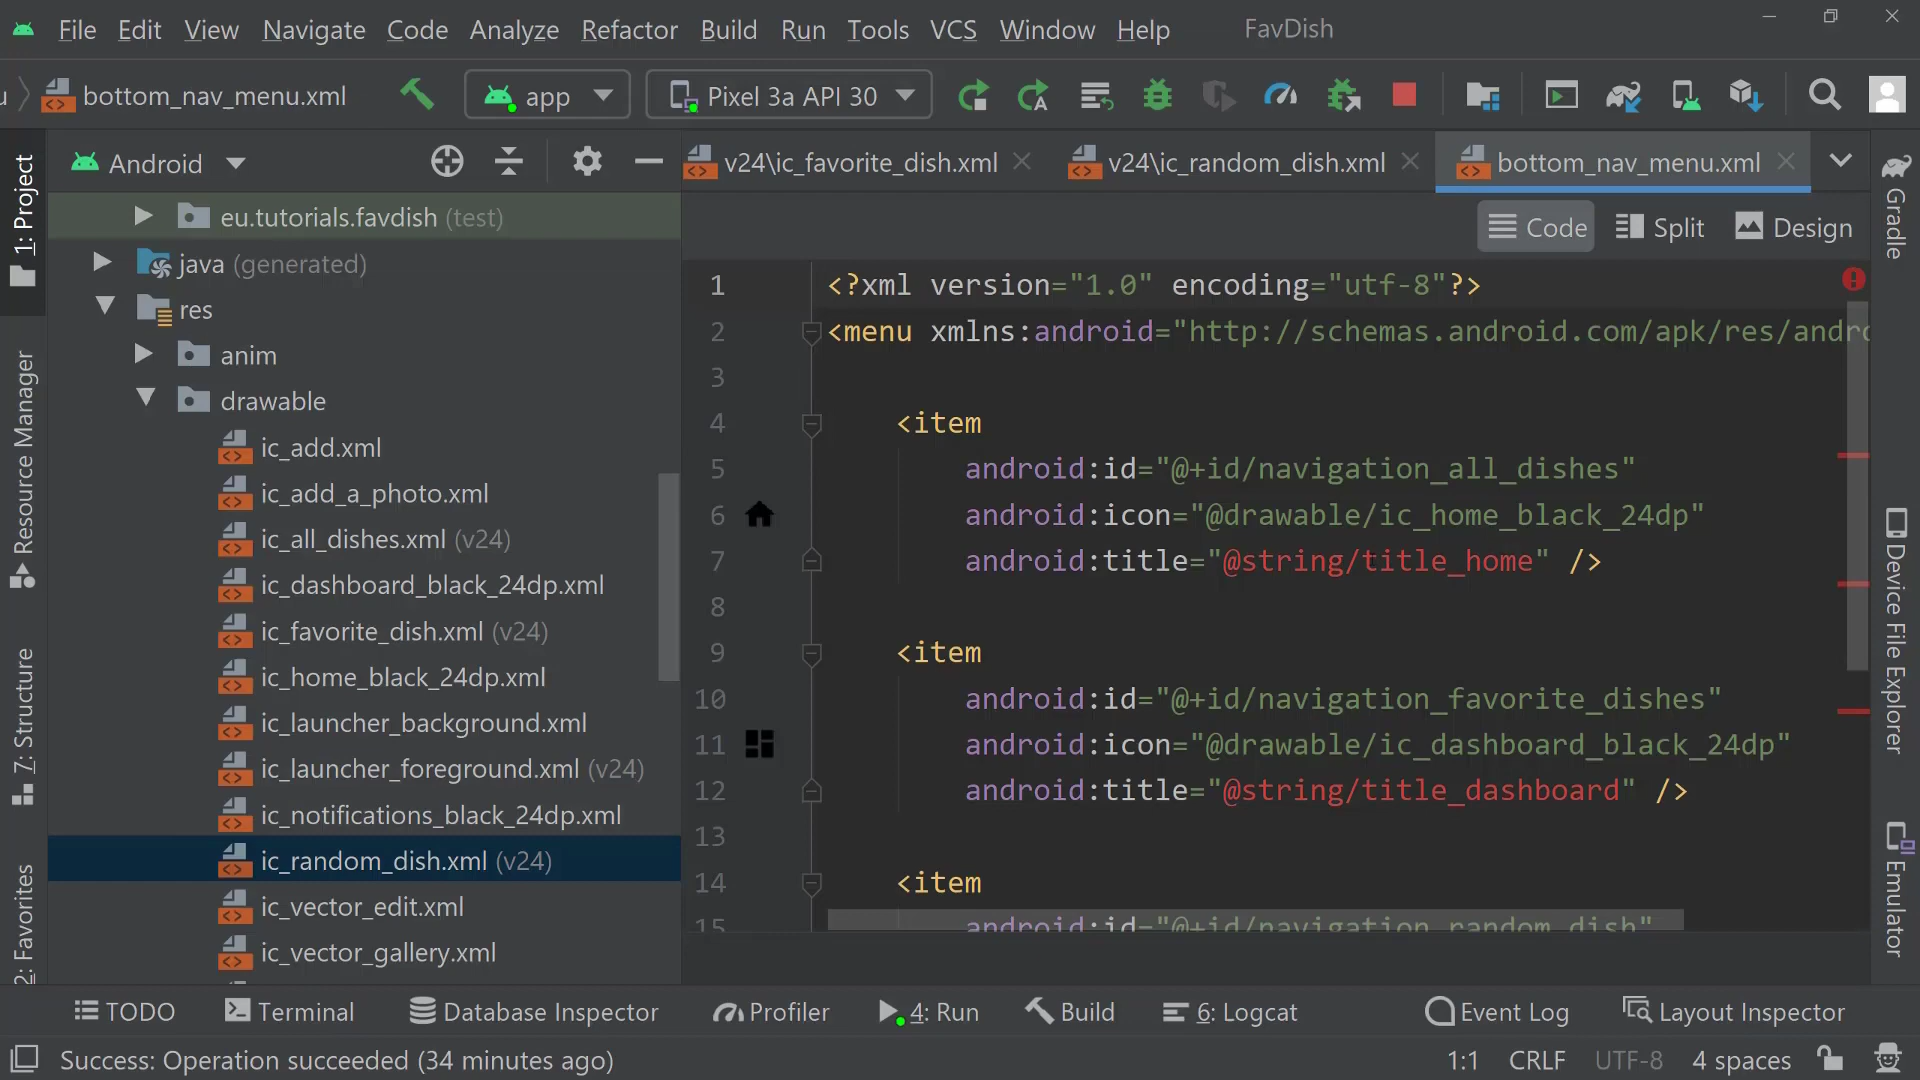 File Edit View Navigate Code Analyze Refactor Build Run Tools VCS Window Help FavDish
bottom_nav_menu.xml app Pixel 3a API 30
Android
v24\ic_favorite_dish.xml v24\ic_random_dish.xml bottom_nav_menu.xml
Code Split Design
1: Project
Resource Manager
7: Structure
2: Favorites
eu.tutorials.favdish (test)
java (generated)
res
anim
drawable
ic_add.xml
ic_add_a_photo.xml
ic_all_dishes.xml (v24)
ic_dashboard_black_24dp.xml
ic_favorite_dish.xml (v24)
ic_home_black_24dp.xml
ic_launcher_background.xml
ic_launcher_foreground.xml (v24)
ic_notifications_black_24dp.xml
ic_random_dish.xml (v24)
ic_vector_edit.xml
ic_vector_gallery.xml
1 <?xml version="1.0" encoding="utf-8"?>
2 <menu xmlns:android="http://schemas.android.com/apk/res/andro
3
4 <item
5 android:id="@+id/navigation_all_dishes"
6 android:icon="@drawable/ic_home_black_24dp"
7 android:title="@string/title_home" />
8
9 <item
10 android:id="@+id/navigation_favorite_dishes"
11 android:icon="@drawable/ic_dashboard_black_24dp"
12 android:title="@string/title_dashboard" />
13
14 <item
15 android:id="@+id/navigation_random_dish"
Gradle
Device File Explorer
Emulator
TODO Terminal Database Inspector Profiler 4: Run Build 6: Logcat Event Log Layout Inspector
Success: Operation succeeded (34 minutes ago) 1:1 CRLF UTF-8 4 spaces